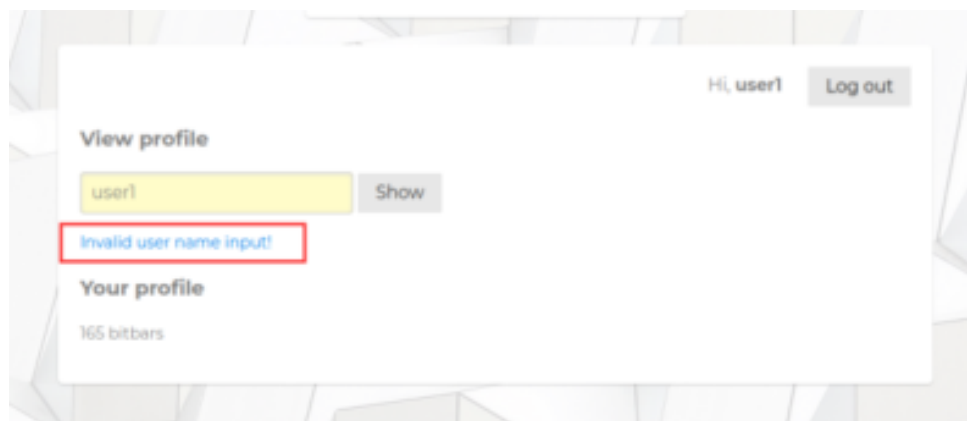 Hi, user1 Log out
View profile
user1 Show
Invalid user name input!
Your profile
165 bitbars